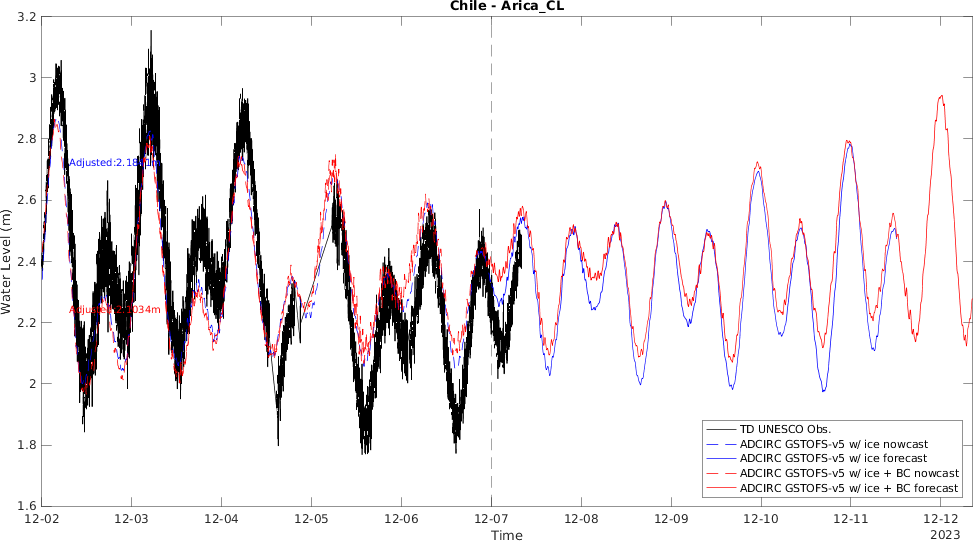 Chile - Arica_CL
3.2
3
2.8
2.6
2.4
2.2
2
1.8
1.6
Water Level (m)
Adjusted:2.18
m
Adjusted:2.
034m
TD UNESCO Obs.
ADCIRC GSTOFS-v5 w/ ice nowcast
ADCIRC GSTOFS-v5 w/ ice forecast
ADCIRC GSTOFS-v5 w/ ice + BC nowcast
ADCIRC GSTOFS-v5 w/ ice + BC forecast
12-02 12-03 12-04 12-05 12-06 12-07 12-08 12-09 12-10 12-11 12-12
Time 2023